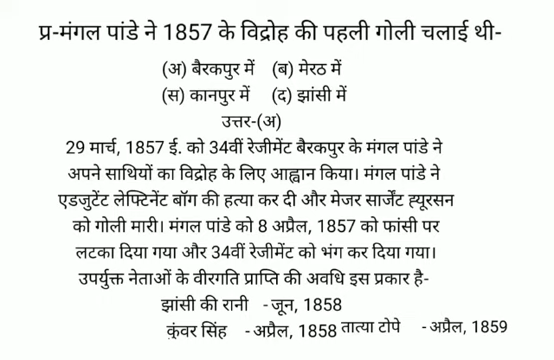 प्र-मंगल पांडे ने 1857 के विद्रोह की पहली गोली चलाई थी-
(अ) बैरकपुर में (ब) मेरठ में
(स) कानपुर में (द) झांसी में
उत्तर-(अ)
29 मार्च, 1857 ई. को 34वीं रेजीमेंट बैरकपुर के मंगल पांडे ने
अपने साथियों का विद्रोह के लिए आह्वान किया। मंगल पांडे ने
एडजुटेंट लेफ्टिनेंट बॉग की हत्या कर दी और मेजर सार्जेंट ह्यूरसन
को गोली मारी। मंगल पांडे को 8 अप्रैल, 1857 को फांसी पर
लटका दिया गया और 34वीं रेजीमेंट को भंग कर दिया गया।
उपर्युक्त नेताओं के वीरगति प्राप्ति की अवधि इस प्रकार है-
झांसी की रानी - जून, 1858
कुंवर सिंह - अप्रैल, 1858 तात्या टोपे - अप्रैल, 1859